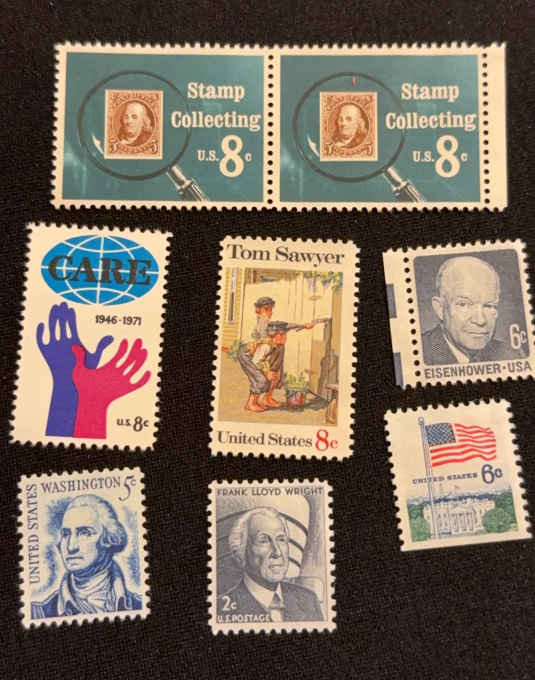 Stamp
Collecting
U.S. 8c
Stamp
Collecting
U.S. 8c
CARE
1946-1971
U.S. 8c
Tom Sawyer
United States 8c
6c
EISENHOWER·USA
UNITED STATES 6c
UNITED STATES
WASHINGTON 5c
FRANK LLOYD WRIGHT
2c
U.S. POSTAGE